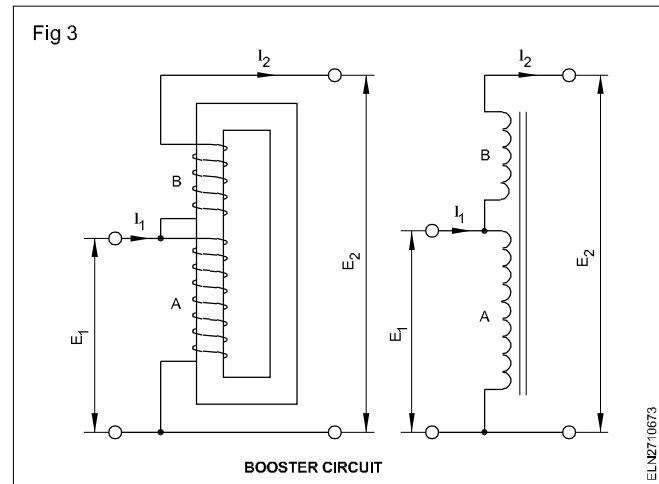 Fig 3
I₂
B
I₁
A
E₁
E₂
I₂
B
I₁
A
E₁
E₂
BOOSTER CIRCUIT
ELN2710673